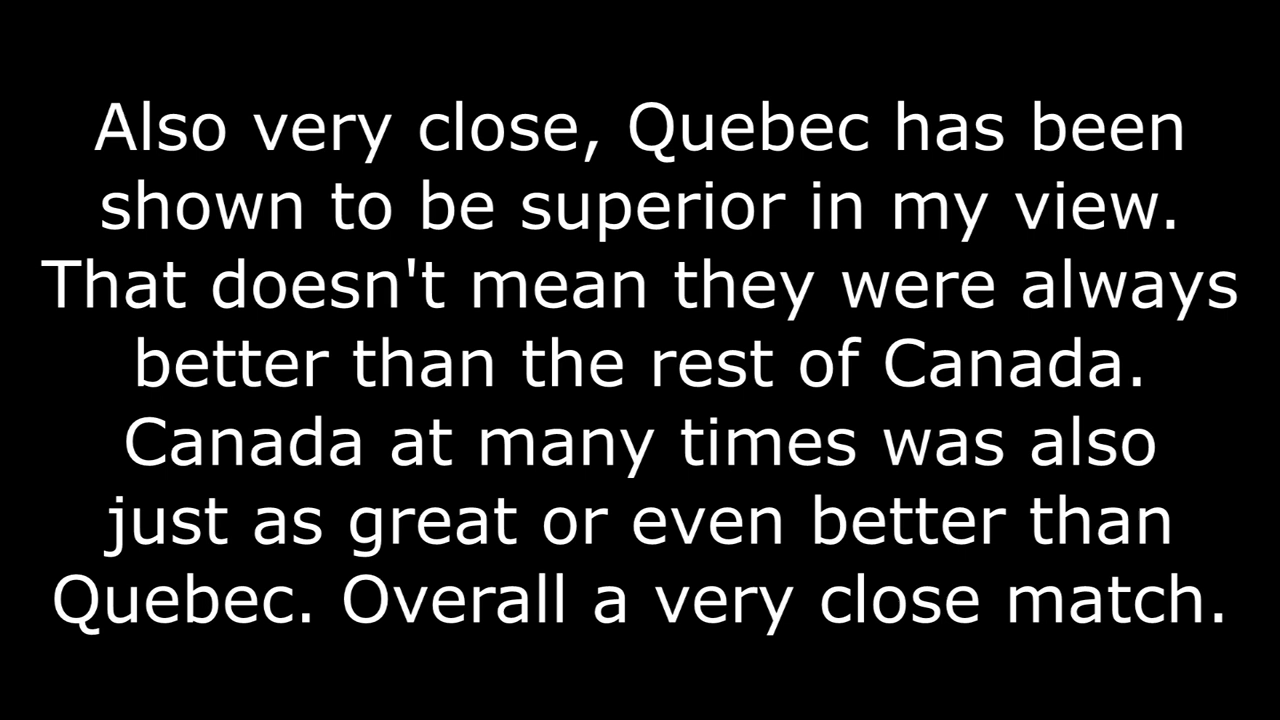 Also very close, Quebec has been
shown to be superior in my view.
That doesn't mean they were always
better than the rest of Canada.
Canada at many times was also
just as great or even better than
Quebec. Overall a very close match.